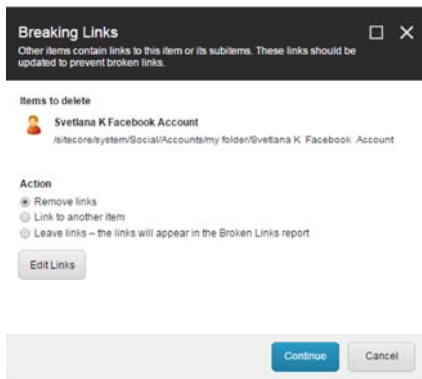 Breaking Links
Other items contain links to this item or its subitems. These links should be
updated to prevent broken links.
Items to delete
Svetlana K Facebook Account
/sitecore/system/Social/Accounts/my folder/Svetlana K Facebook Account
Action
Remove links
Link to another item
Leave links – the links will appear in the Broken Links report
Edit Links
Continue
Cancel